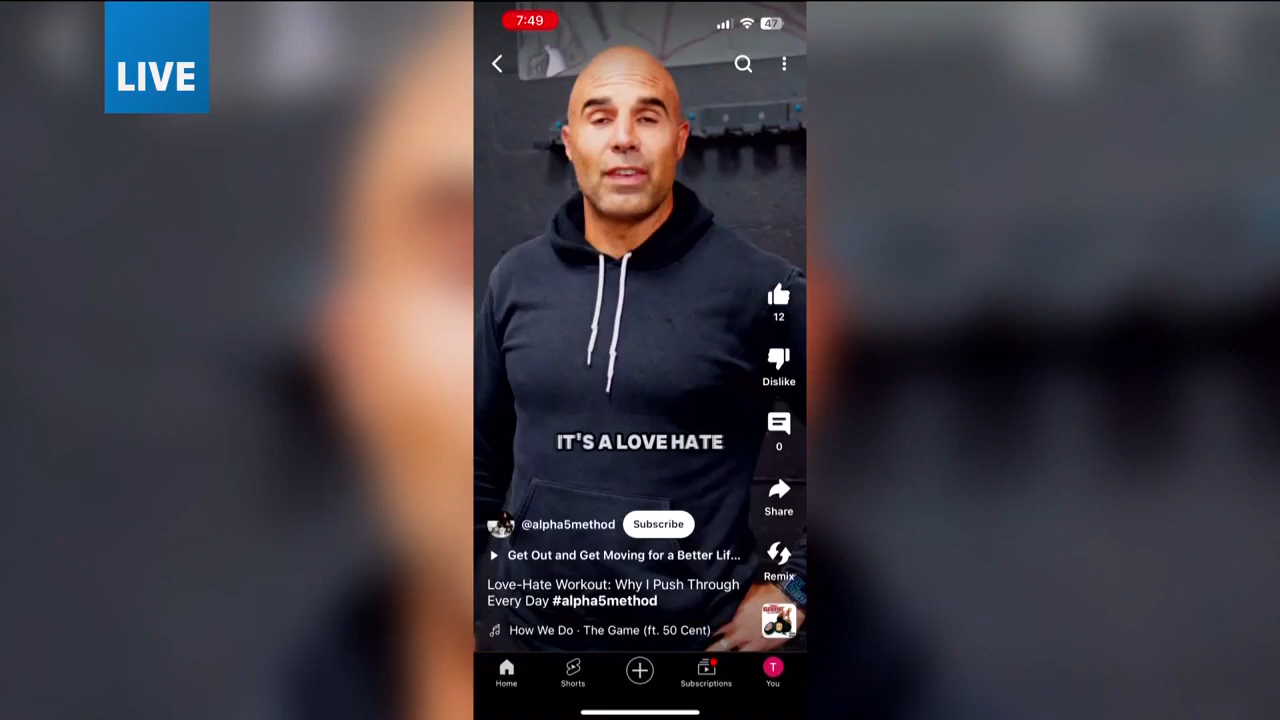 LIVE
7:49
47
12
Dislike
IT'S A LOVE HATE
0
Share
@alpha5method
Subscribe
Get Out and Get Moving for a Better Lif...
Remix
Love-Hate Workout: Why I Push Through
Every Day #alpha5method
How We Do · The Game (ft. 50 Cent)
Home
Shorts
Subscriptions
T
You